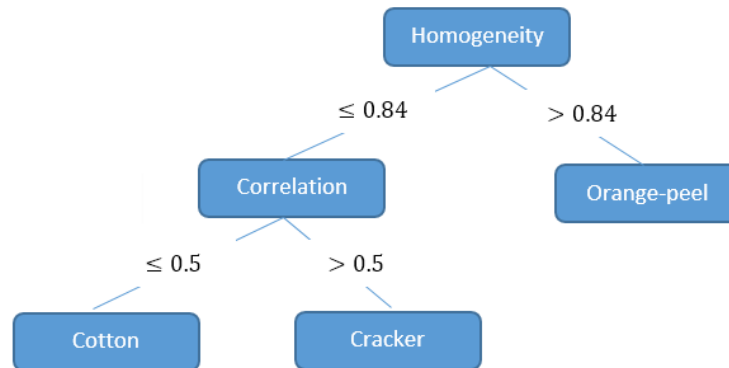 Homogeneity
≤ 0.84
> 0.84
Correlation
Orange-peel
≤ 0.5
> 0.5
Cotton
Cracker